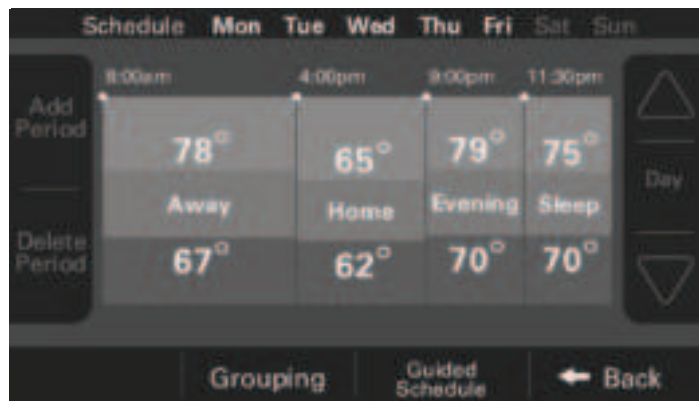 Schedule Mon Tue Wed Thu Fri Sat Sun
8:00am 4:00pm 9:00pm 11:30pm
Add
Period
78° 65° 79° 75°
Day
Away Home Evening Sleep
Delete
Period
67° 62° 70° 70°
Grouping
Guided
Schedule
Back